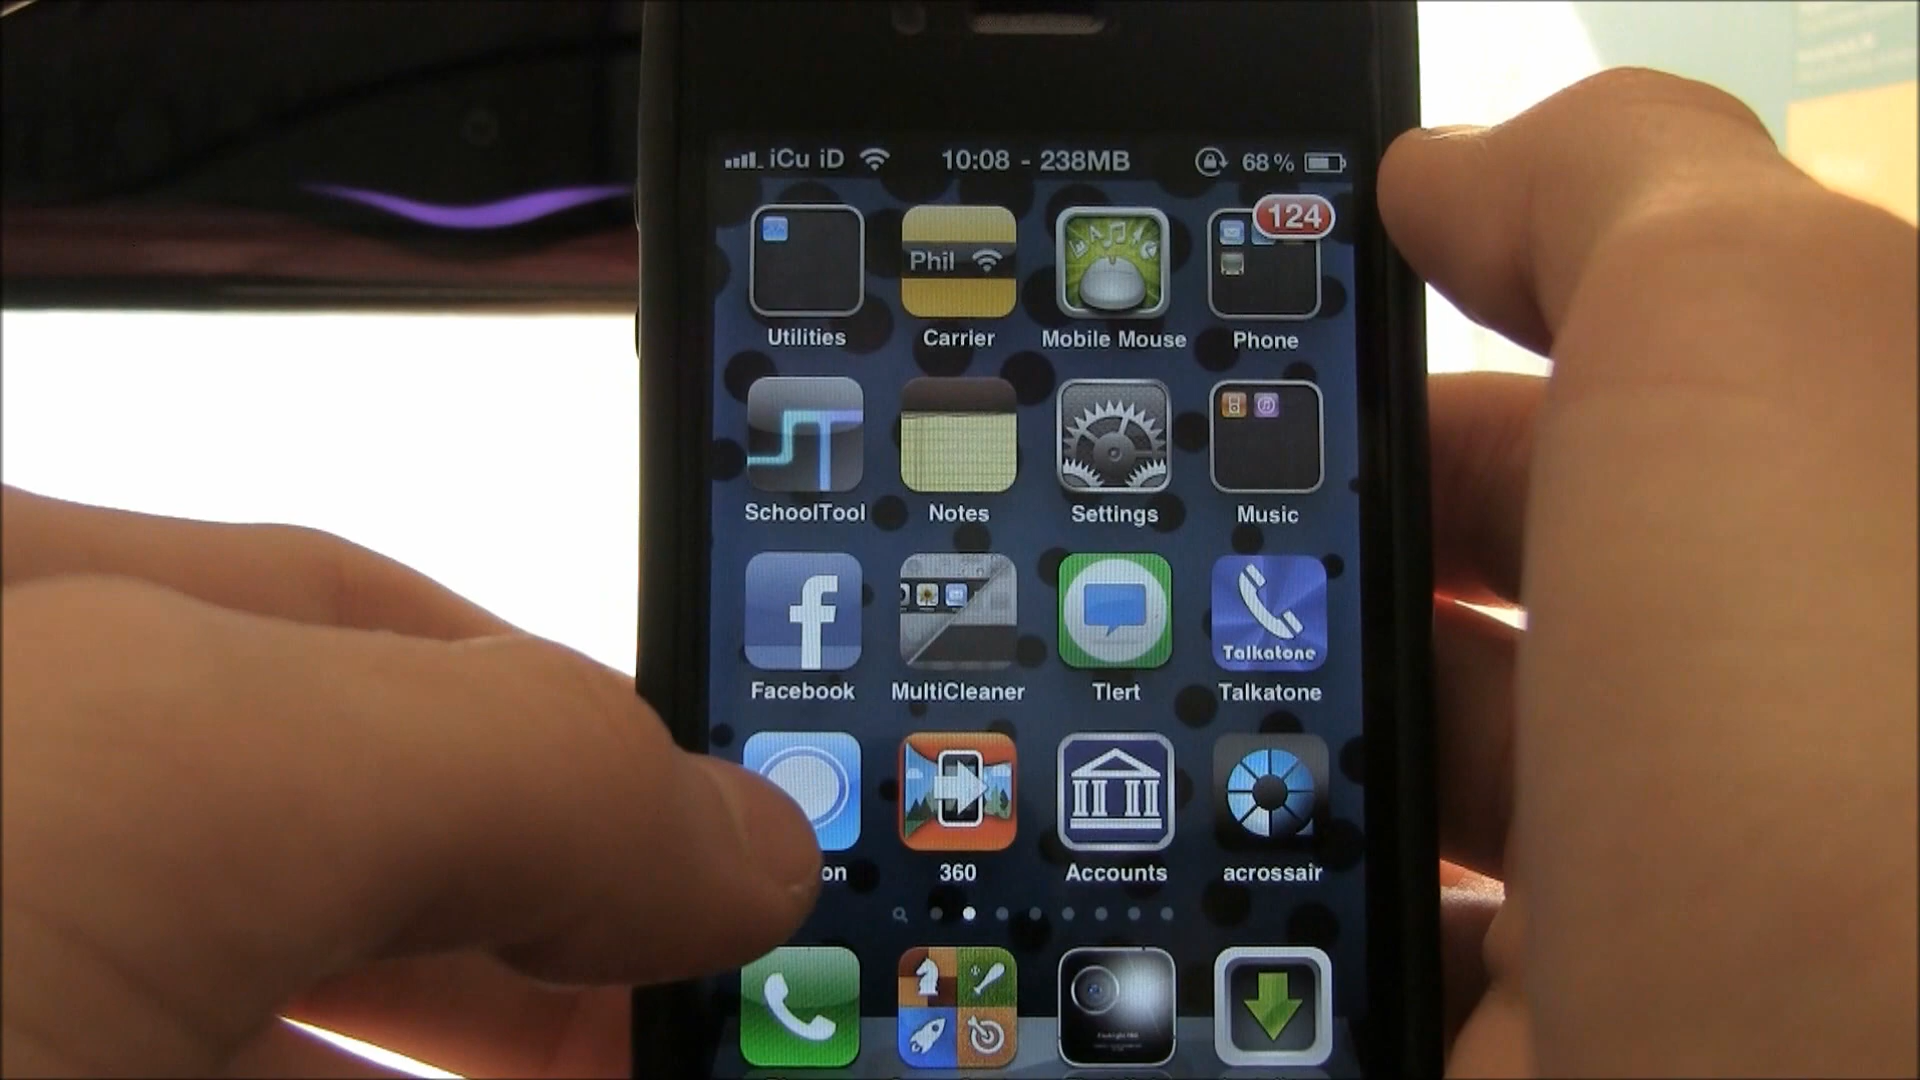 iCu iD 10:08 - 238MB 68%
124
Phil
Utilities Carrier Mobile Mouse Phone
SchoolTool Notes Settings Music
Talkatone
Facebook MultiCleaner Tlert Talkatone
on 360 Accounts acrossair